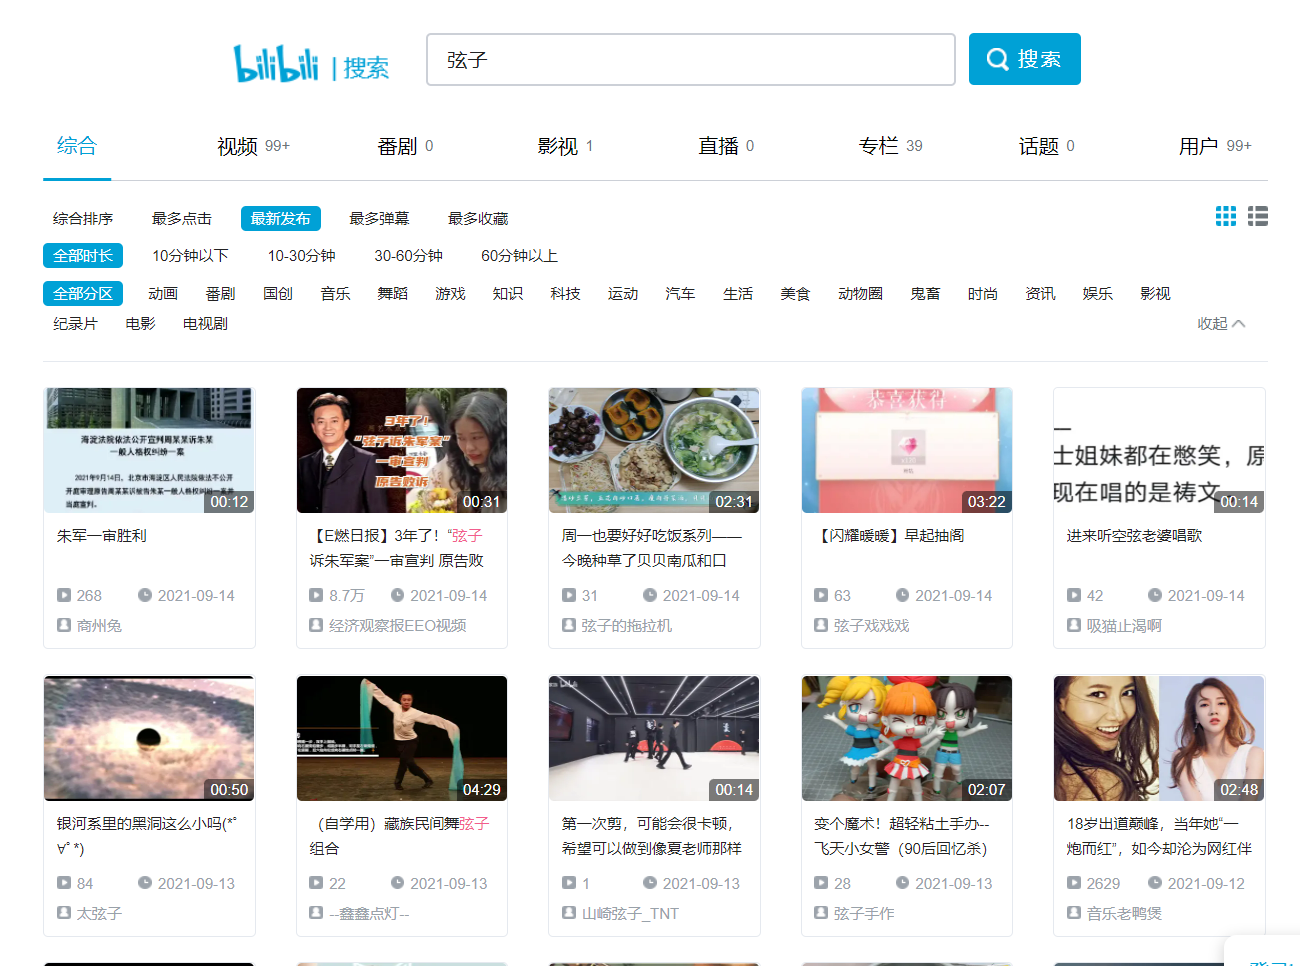 bilibili | 搜索
弦子
搜索
综合 视频 99+ 番剧 0 影视 1 直播 0 专栏 39 话题 0 用户 99+
综合排序 最多点击 最新发布 最多弹幕 最多收藏
全部时长 10分钟以下 10-30分钟 30-60分钟 60分钟以上
全部分区 动画 番剧 国创 音乐 舞蹈 游戏 知识 科技 运动 汽车 生活 美食 动物圈 鬼畜 时尚 资讯 娱乐 影视
纪录片 电影 电视剧 收起
海淀法院依法公开宣判周某某诉朱某
一般人格权纠纷一案
2021年9月14日，北京市海淀区人民法院依法不公开
开庭审理原告周某某诉被告朱某一般人格权纠纷一案并
当庭宣判。
00:12
朱军一审胜利
268 2021-09-14
商州兔
3年了！
“弦子诉朱军案”
一审宣判
原告败诉
00:31
【E燃日报】3年了！“弦子
诉朱军案”一审宣判 原告败
8.7万 2021-09-14
经济观察报EEO视频
02:31
周一也要好好吃饭系列——
今晚种草了贝贝南瓜和口
31 2021-09-14
弦子的拖拉机
恭喜获得
03:22
【闪耀暖暖】早起抽阁
63 2021-09-14
弦子戏戏戏
士姐妹都在憋笑，原
现在唱的是祷文
00:14
进来听空弦老婆唱歌
42 2021-09-14
吸猫止渴啊
00:50
银河系里的黑洞这么小吗(*ﾟ
∀ﾟ*)
84 2021-09-13
太弦子
04:29
（自学用）藏族民间舞弦子
组合
22 2021-09-13
--鑫鑫点灯--
bilibili
00:14
第一次剪，可能会很卡顿，
希望可以做到像夏老师那样
1 2021-09-13
山崎弦子_TNT
02:07
变个魔术！超轻粘土手办--
飞天小女警（90后回忆杀）
28 2021-09-13
弦子手作
02:48
18岁出道巅峰，当年她“一
炮而红”，如今却沦为网红伴
2629 2021-09-12
音乐老鸭煲